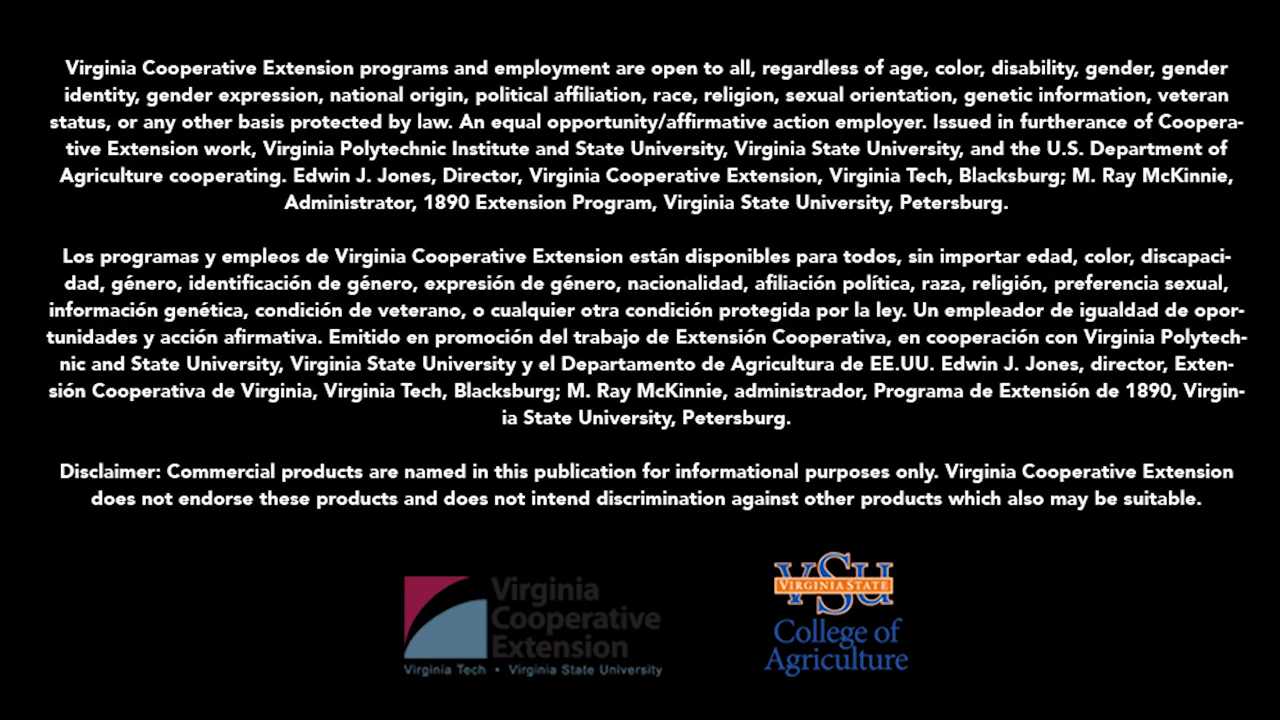 Virginia Cooperative Extension programs and employment are open to all, regardless of age, color, disability, gender, gender
identity, gender expression, national origin, political affiliation, race, religion, sexual orientation, genetic information, veteran
status, or any other basis protected by law. An equal opportunity/affirmative action employer. Issued in furtherance of Coopera-
tive Extension work, Virginia Polytechnic Institute and State University, Virginia State University, and the U.S. Department of
Agriculture cooperating. Edwin J. Jones, Director, Virginia Cooperative Extension, Virginia Tech, Blacksburg; M. Ray McKinnie,
Administrator, 1890 Extension Program, Virginia State University, Petersburg.
Los programas y empleos de Virginia Cooperative Extension están disponibles para todos, sin importar edad, color, discapaci-
dad, género, identificación de género, expresión de género, nacionalidad, afiliación política, raza, religión, preferencia sexual,
información genética, condición de veterano, o cualquier otra condición protegida por la ley. Un empleador de igualdad de opor-
tunidades y acción afirmativa. Emitido en promoción del trabajo de Extensión Cooperativa, en cooperación con Virginia Polytech-
nic and State University, Virginia State University y el Departamento de Agricultura de EE.UU. Edwin J. Jones, director, Exten-
sión Cooperativa de Virginia, Virginia Tech, Blacksburg; M. Ray McKinnie, administrador, Programa de Extensión de 1890, Virgin-
ia State University, Petersburg.
Disclaimer: Commercial products are named in this publication for informational purposes only. Virginia Cooperative Extension
does not endorse these products and does not intend discrimination against other products which also may be suitable.
Virginia
Cooperative
Extension
Virginia Tech • Virginia State University
VSU
VIRGINIA STATE
College of
Agriculture